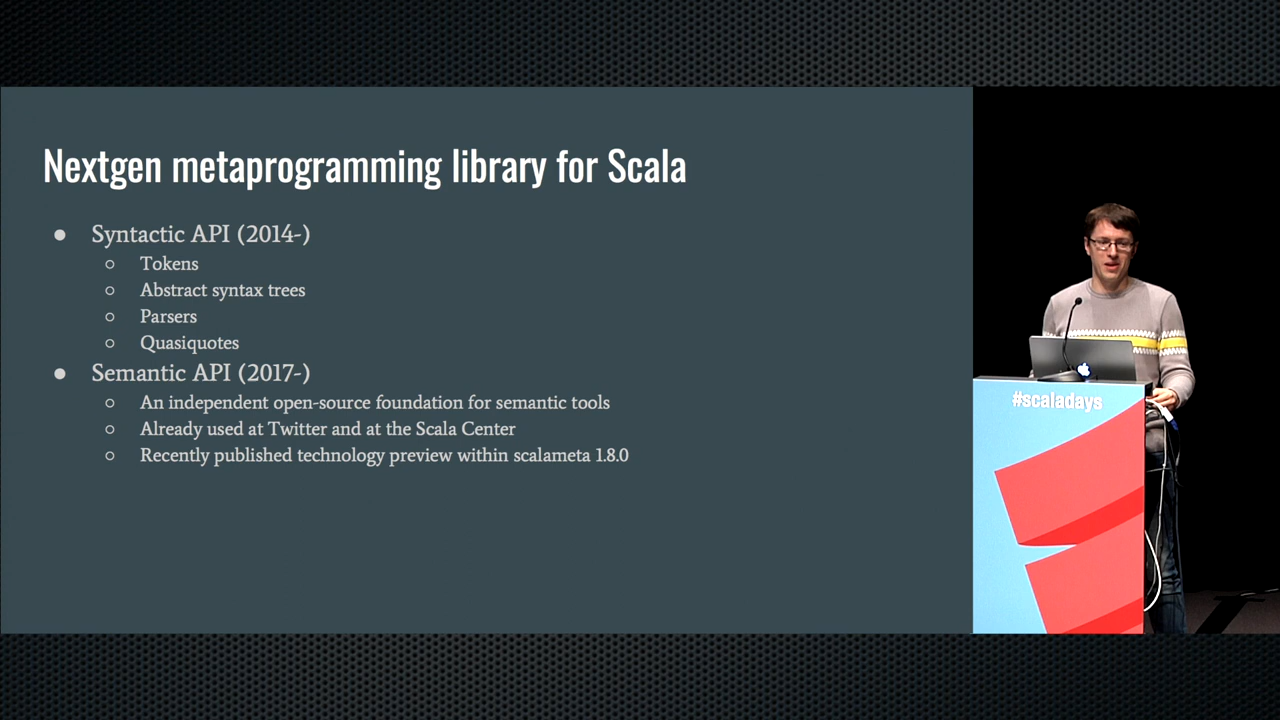 Nextgen metaprogramming library for Scala
● Syntactic API (2014-)
○ Tokens
○ Abstract syntax trees
○ Parsers
○ Quasiquotes
● Semantic API (2017-)
○ An independent open-source foundation for semantic tools
○ Already used at Twitter and at the Scala Center
○ Recently published technology preview within scalameta 1.8.0
#scaladays